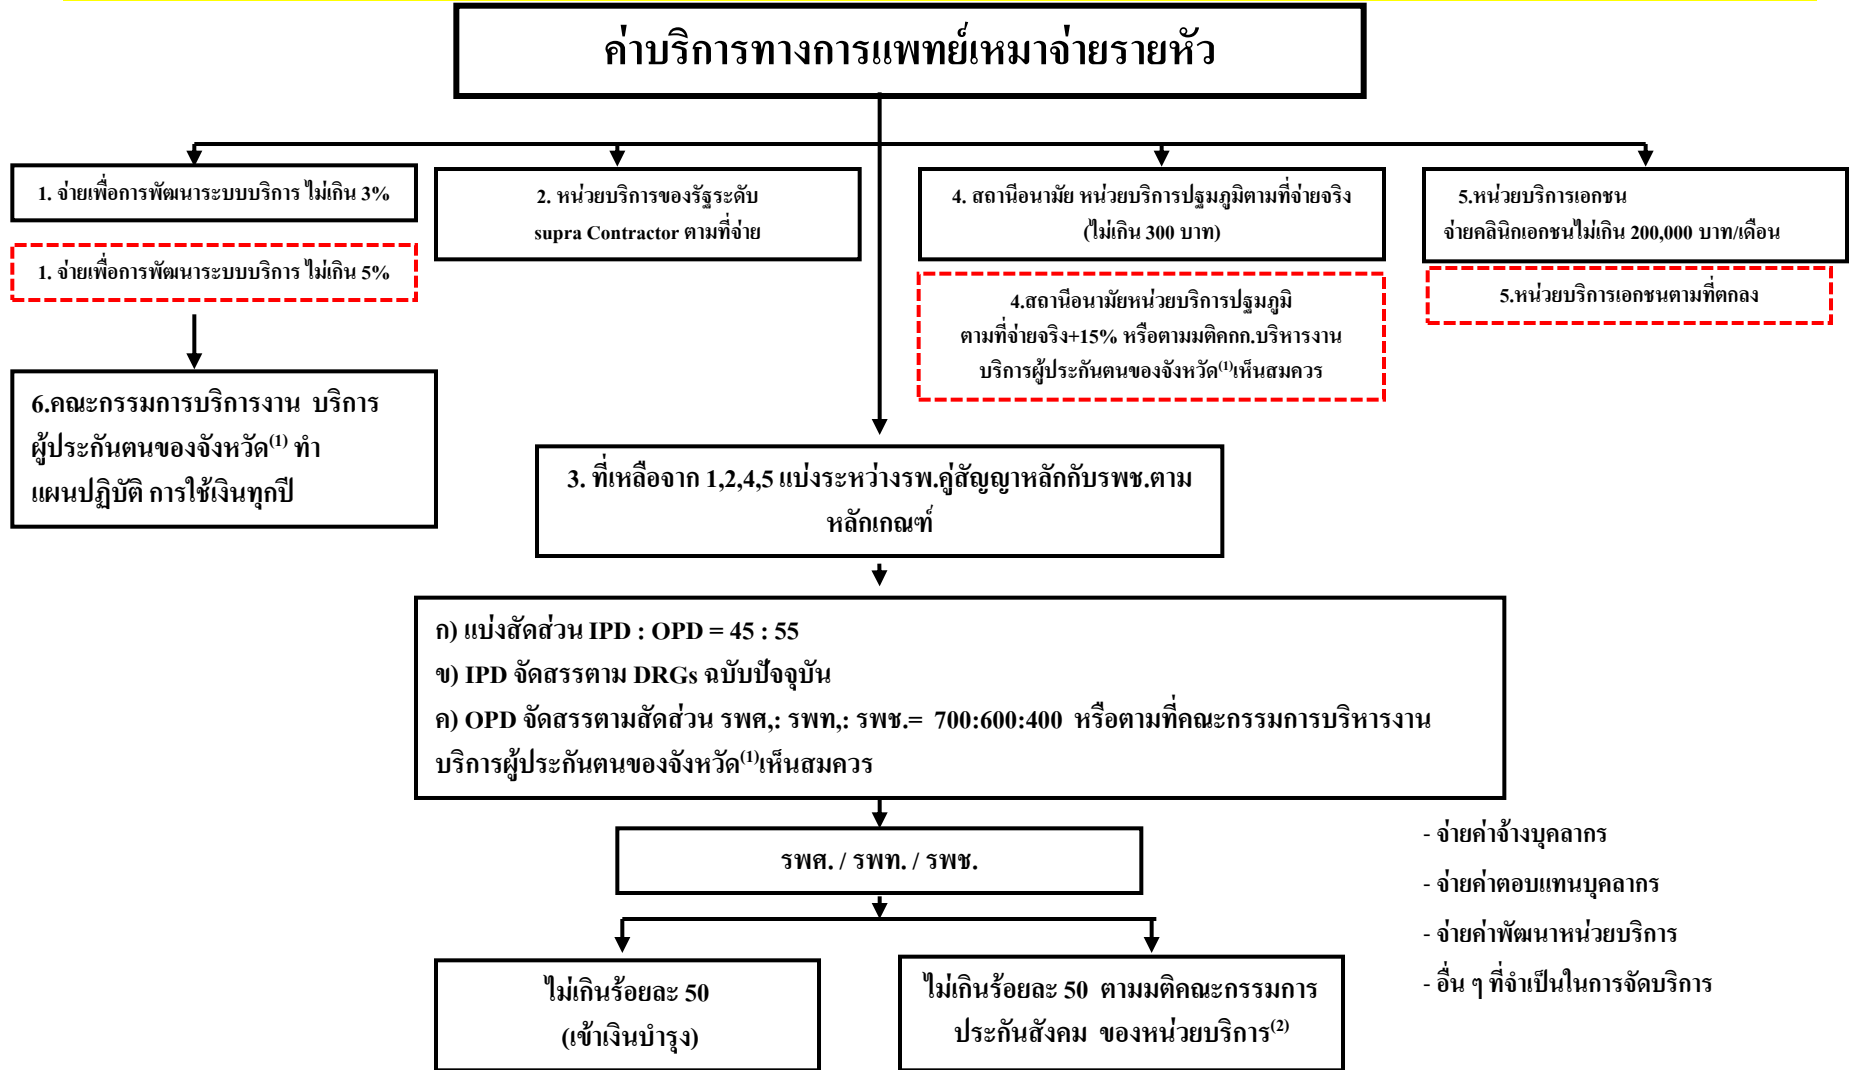 ค่าบริการทางการแพทย์เหมาจ่ายรายหัว
1. จ่ายเพื่อการพัฒนาระบบบริการ ไม่เกิน 3%
1. จ่ายเพื่อการพัฒนาระบบบริการ ไม่เกิน 5%
6.คณะกรรมการบริการงาน บริการ
ผู้ประกันตนของจังหวัด(1) ทำ
แผนปฏิบัติ การใช้เงินทุกปี
2. หน่วยบริการของรัฐระดับ
supra Contractor ตามที่จ่าย
4. สถานีอนามัย หน่วยบริการปฐมภูมิตามที่จ่ายจริง
(ไม่เกิน 300 บาท)
4.สถานีอนามัยหน่วยบริการปฐมภูมิ
ตามที่จ่ายจริง+15% หรือตามมติคกก.บริหารงาน
บริการผู้ประกันตนของจังหวัด(1)เห็นสมควร
5.หน่วยบริการเอกชน
จ่ายคลินิกเอกชนไม่เกิน 200,000 บาท/เดือน
5.หน่วยบริการเอกชนตามที่ตกลง
3. ที่เหลือจาก 1,2,4,5 แบ่งระหว่างรพ.คู่สัญญาหลักกับรพช.ตาม
หลักเกณฑ์
ก) แบ่งสัดส่วน IPD : OPD = 45 : 55
ข) IPD จัดสรรตาม DRGs ฉบับปัจจุบัน
ค) OPD จัดสรรตามสัดส่วน รพศ,: รพท,: รพช.= 700:600:400 หรือตามที่คณะกรรมการบริหารงาน
บริการผู้ประกันตนของจังหวัด(1)เห็นสมควร
รพศ. / รพท. / รพช.
ไม่เกินร้อยละ 50
(เข้าเงินบำรุง)
ไม่เกินร้อยละ 50 ตามมติคณะกรรมการ
ประกันสังคม ของหน่วยบริการ(2)
- จ่ายค่าจ้างบุคลากร
- จ่ายค่าตอบแทนบุคลากร
- จ่ายค่าพัฒนาหน่วยบริการ
- อื่น ๆ ที่จำเป็นในการจัดบริการ